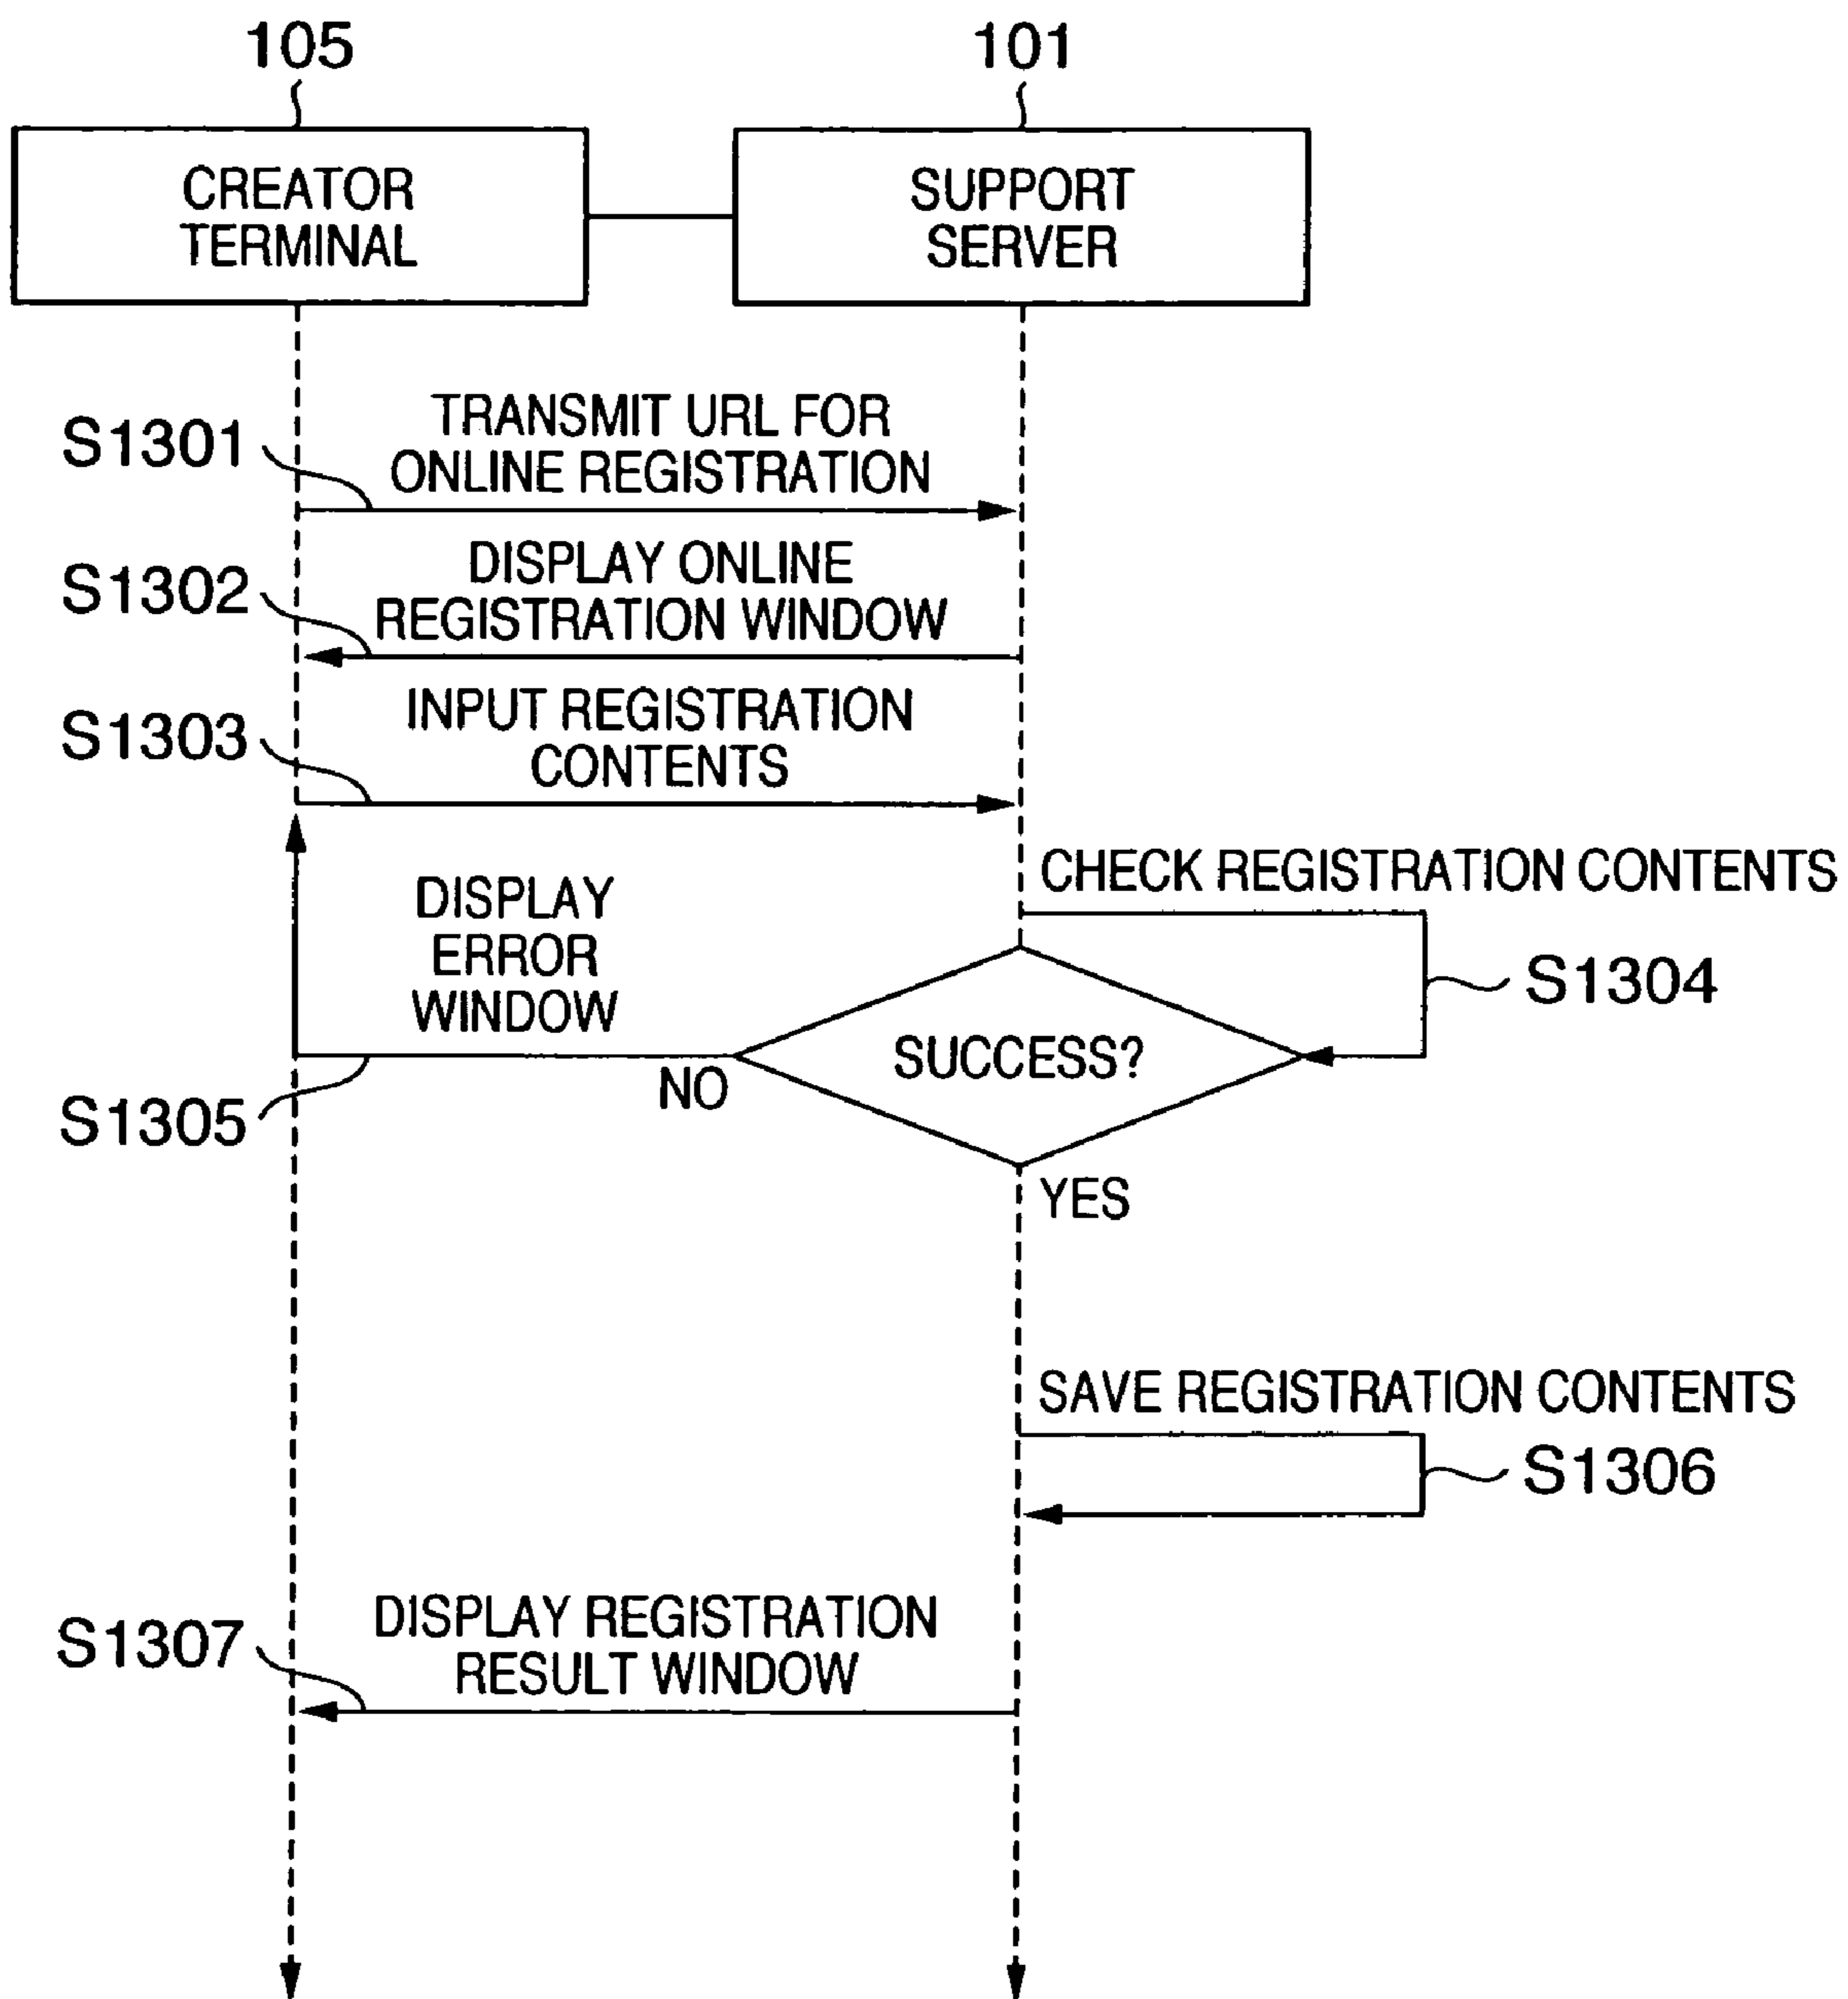 105
101
CREATOR
TERMINAL
SUPPORT
SERVER
S1301
TRANSMIT URL FOR
ONLINE REGISTRATION
S1302
DISPLAY ONLINE
REGISTRATION WINDOW
S1303
INPUT REGISTRATION
CONTENTS
CHECK REGISTRATION CONTENTS
S1304
DISPLAY
ERROR
WINDOW
SUCCESS?
NO
S1305
YES
SAVE REGISTRATION CONTENTS
S1306
S1307
DISPLAY REGISTRATION
RESULT WINDOW